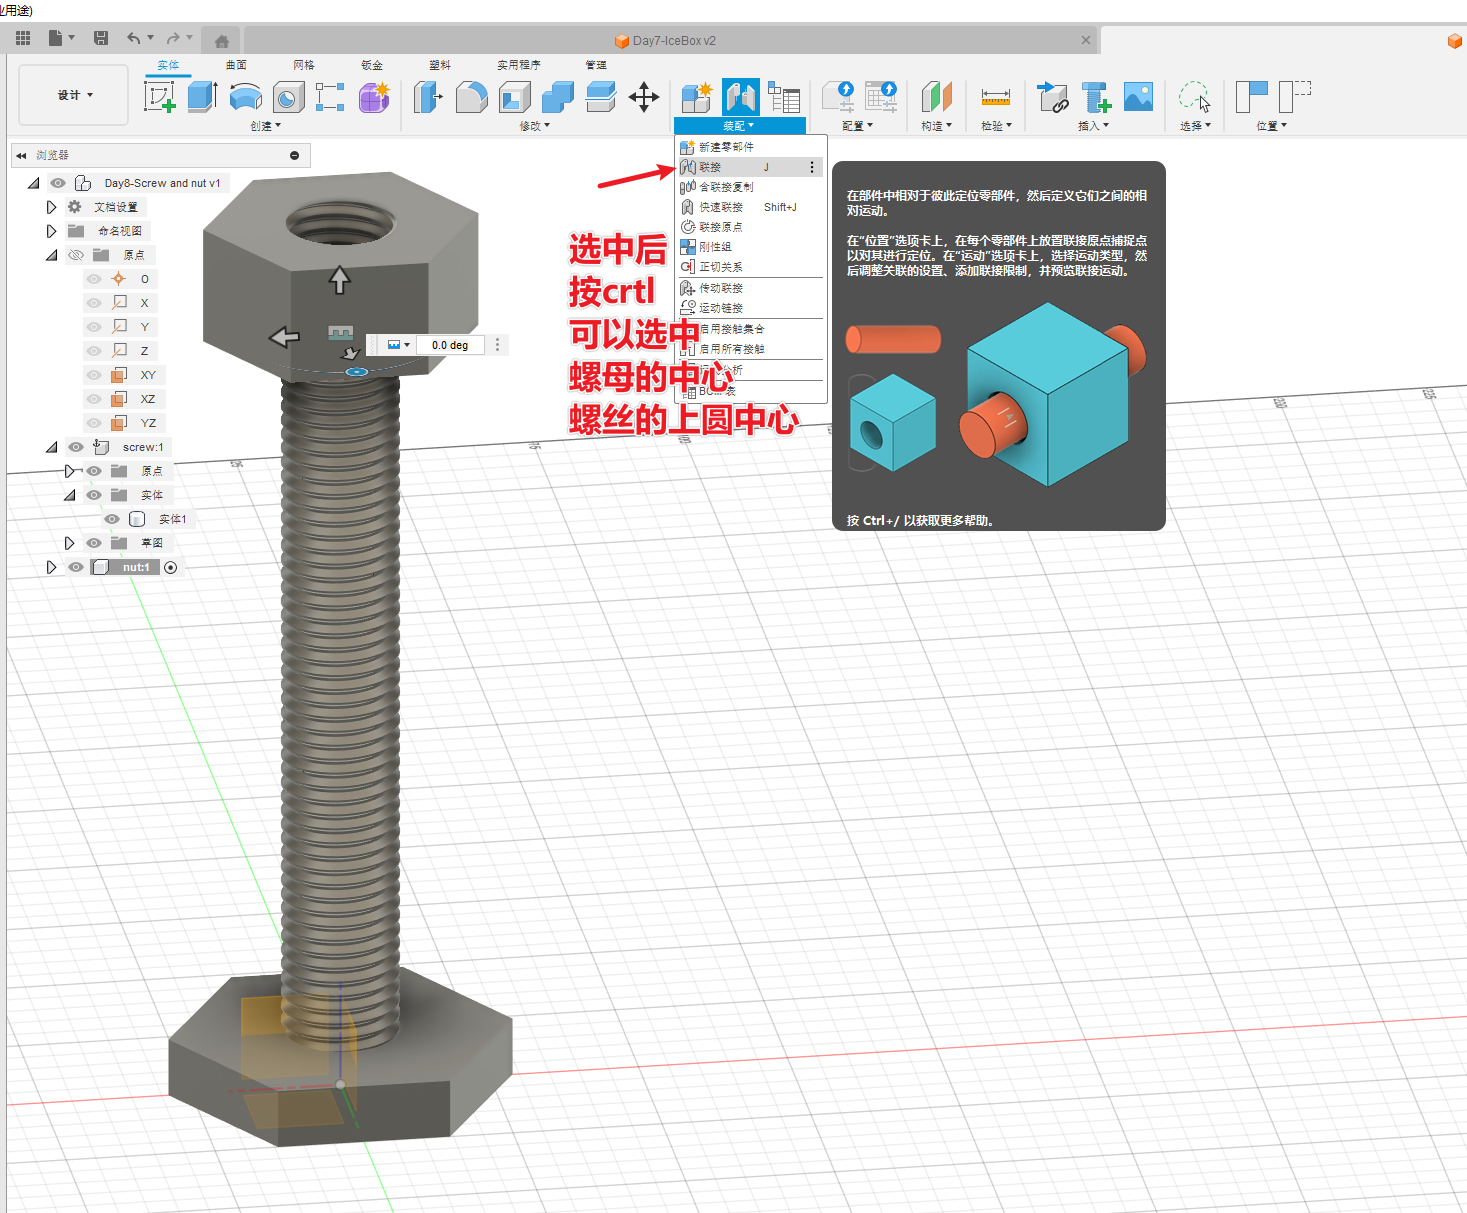 业用途)
Day7-IceBox v2
实体
曲面
网格
钣金
塑料
实用程序
管理
设计
创建
修改
装配
配置
构造
检验
插入
选择
位置
浏览器
Day8-Screw and nut v1
文档设置
命名视图
原点
O
X
Y
Z
XY
XZ
YZ
screw:1
原点
实体
实体1
草图
nut:1
新建零部件
联接 J
含联接复制
快速联接 Shift+J
联接原点
刚性组
正切关系
传动联接
运动链接
启用接触集合
启用所有接触
分析
表
0.0 deg
选中后
按crtl
可以选中
螺母的中心
螺丝的上圆中心
在部件中相对于彼此定位零部件，然后定义它们之间的相
对运动。
在“位置”选项卡上，在每个零部件上放置联接原点捕捉点
以对其进行定位。在“运动”选项卡上，选择运动类型，然
后调整关联的设置、添加联接限制，并预览联接运动。
按 Ctrl+/ 以获取更多帮助。